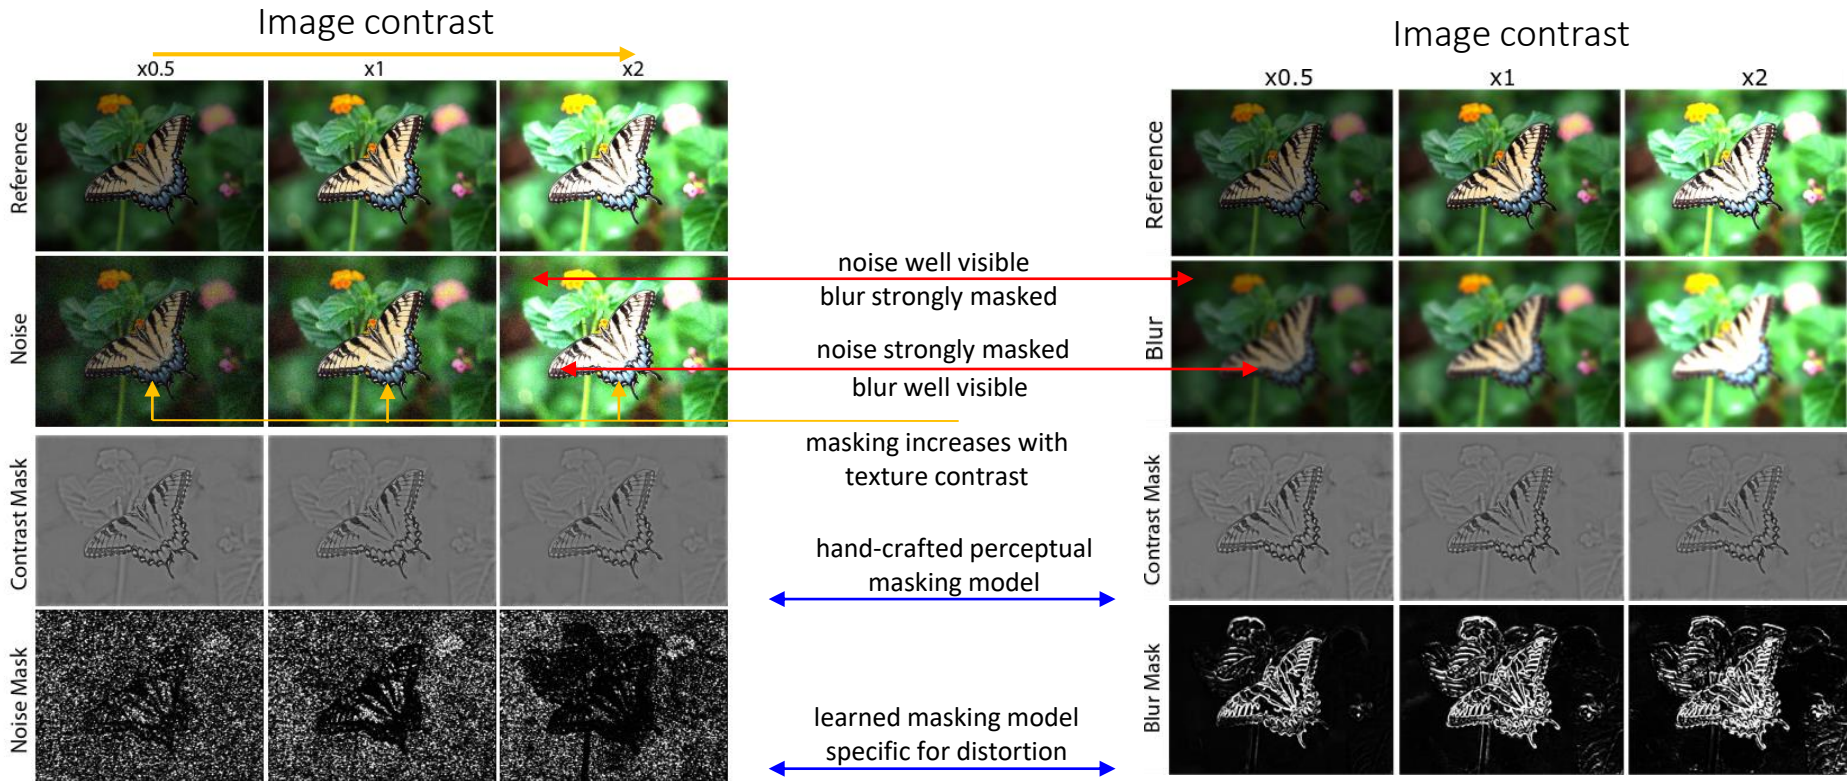 Image contrast
x0.5 x1 x2
Reference
Noise
Contrast Mask
Noise Mask
noise well visible
blur strongly masked
noise strongly masked
blur well visible
masking increases with
texture contrast
hand-crafted perceptual
masking model
learned masking model
specific for distortion
Image contrast
x0.5 x1 x2
Reference
Blur
Contrast Mask
Blur Mask